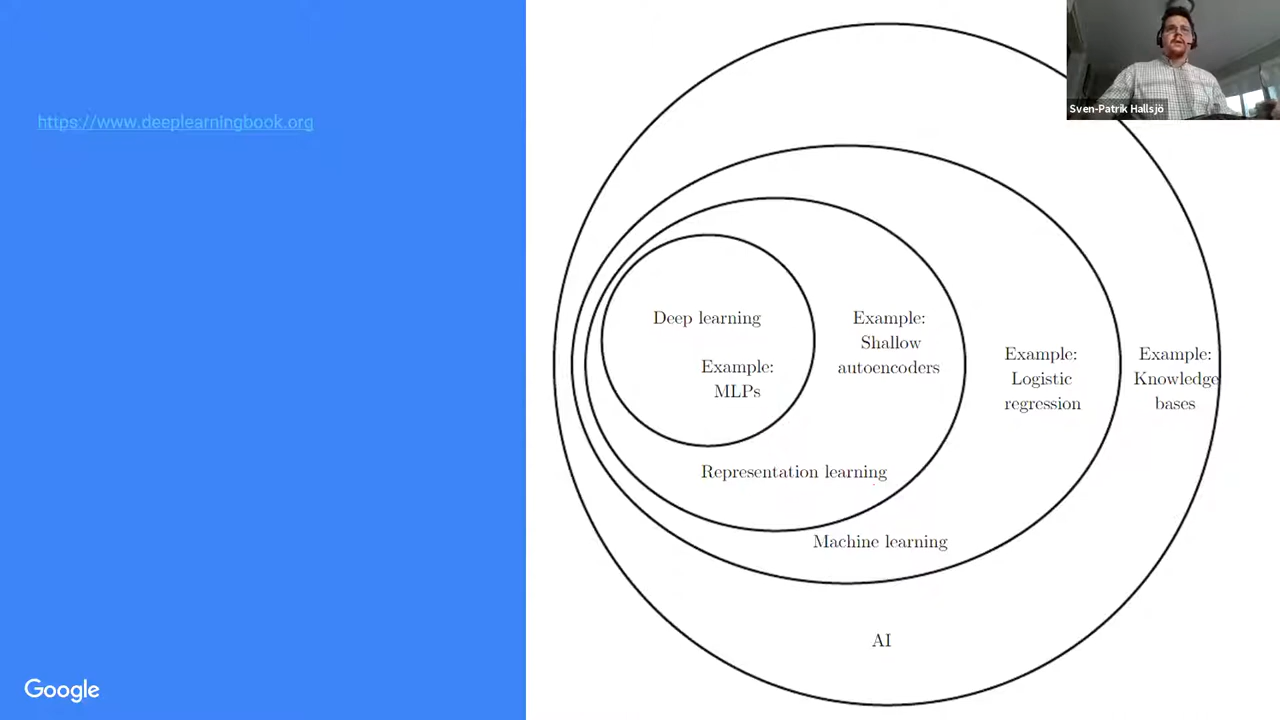 https://www.deeplearningbook.org
Sven-Patrik Hallsjö
Deep learning
Example:
MLPs
Example:
Shallow
autoencoders
Example:
Logistic
regression
Example:
Knowledge
bases
Representation learning
Machine learning
AI
Google